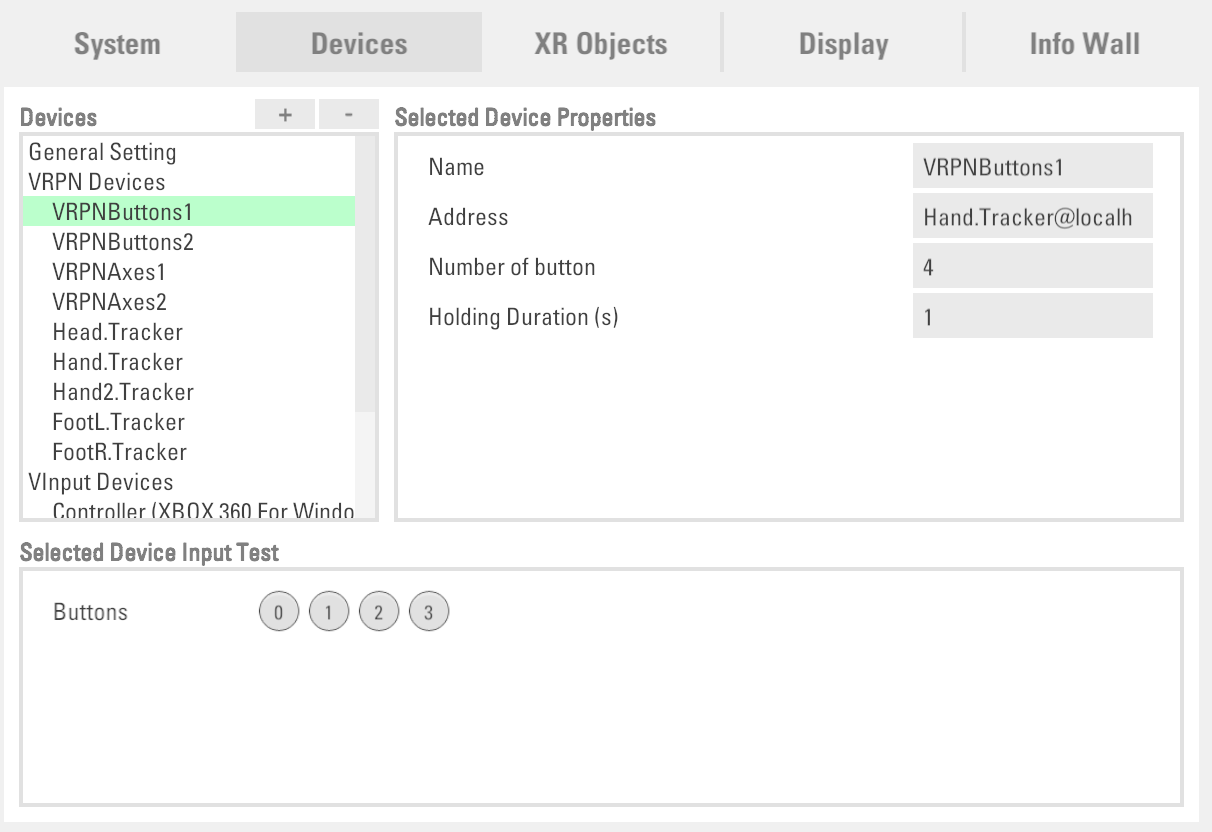 System Devices XR Objects Display Info Wall
Devices + -
General Setting
VRPN Devices
VRPNButtons1
VRPNButtons2
VRPNAxes1
VRPNAxes2
Head.Tracker
Hand.Tracker
Hand2.Tracker
FootL.Tracker
FootR.Tracker
VInput Devices
Controller (XBOX 360 For Windo
Selected Device Properties
Name VRPNButtons1
Address Hand.Tracker@localh
Number of button 4
Holding Duration (s) 1
Selected Device Input Test
Buttons 0 1 2 3